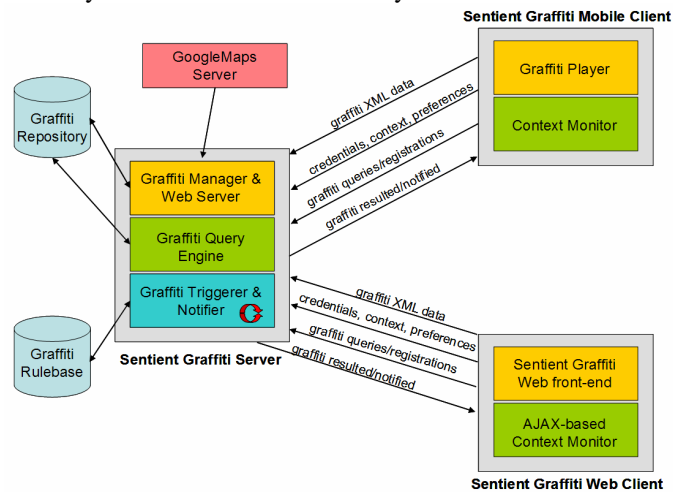 Sentient Graffiti Mobile Client
GoogleMaps
Server
Graffiti Player
Context Monitor
graffiti XML data
credentials, context, preferences
graffiti queries/registrations
graffiti resulted/notified
Graffiti
Repository
Graffiti Manager &
Web Server
Graffiti Query
Engine
Graffiti Triggerer &
Notifier
Sentient Graffiti Server
Graffiti
Rulebase
graffiti XML data
credentials, context, preferences
graffiti queries/registrations
graffiti resulted/notified
Sentient Graffiti
Web front-end
AJAX-based
Context Monitor
Sentient Graffiti Web Client